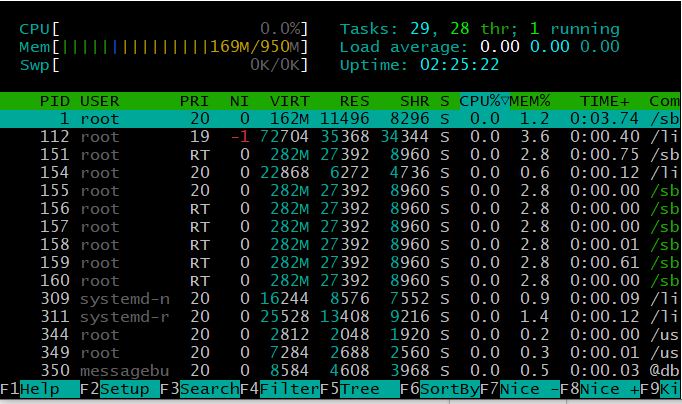 CPU[ 0.0%] Tasks: 29, 28 thr; 1 running
Mem[||||||||||||||||169M/950M] Load average: 0.00 0.00 0.00
Swp[ 0K/0K] Uptime: 02:25:22
PID USER PRI NI VIRT RES SHR S CPU%▽MEM% TIME+ Com
1 root 20 0 162M 11496 8296 S 0.0 1.2 0:03.74 /sb
112 root 19 -1 72704 35368 34344 S 0.0 3.6 0:00.40 /li
151 root RT 0 282M 27392 8960 S 0.0 2.8 0:00.75 /sb
154 root 20 0 22868 6272 4736 S 0.0 0.6 0:00.12 /li
155 root 20 0 282M 27392 8960 S 0.0 2.8 0:00.00 /sb
156 root RT 0 282M 27392 8960 S 0.0 2.8 0:00.00 /sb
157 root RT 0 282M 27392 8960 S 0.0 2.8 0:00.00 /sb
158 root RT 0 282M 27392 8960 S 0.0 2.8 0:00.01 /sb
159 root RT 0 282M 27392 8960 S 0.0 2.8 0:00.61 /sb
160 root RT 0 282M 27392 8960 S 0.0 2.8 0:00.00 /sb
309 systemd-n 20 0 16244 8576 7552 S 0.0 0.9 0:00.09 /li
311 systemd-r 20 0 25528 13408 9216 S 0.0 1.4 0:00.12 /li
344 root 20 0 2812 2048 1920 S 0.0 0.2 0:00.00 /us
349 root 20 0 7284 2688 2560 S 0.0 0.3 0:00.01 /us
350 messagebu 20 0 8584 4608 3968 S 0.0 0.5 0:00.03 @db
F1Help F2Setup F3SearchF4FilterF5Tree F6SortByF7Nice -F8Nice +F9Ki